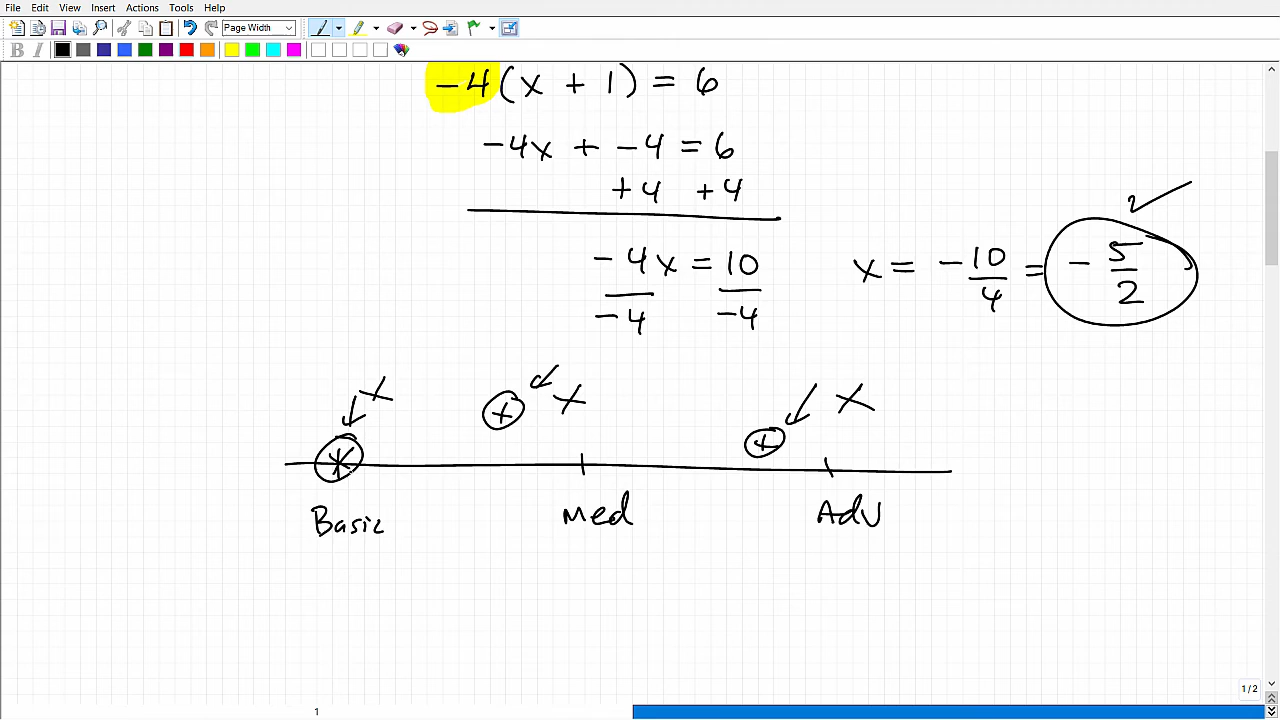 File Edit View Insert Actions Tools Help
Page Width
B I
-4(x + 1) = 6
-4x + -4 = 6
+4 +4
-4x = 10
-4 -4
x = -10/4 = -5/2
x x x
x + +
Basic Med Adv
1/2
1